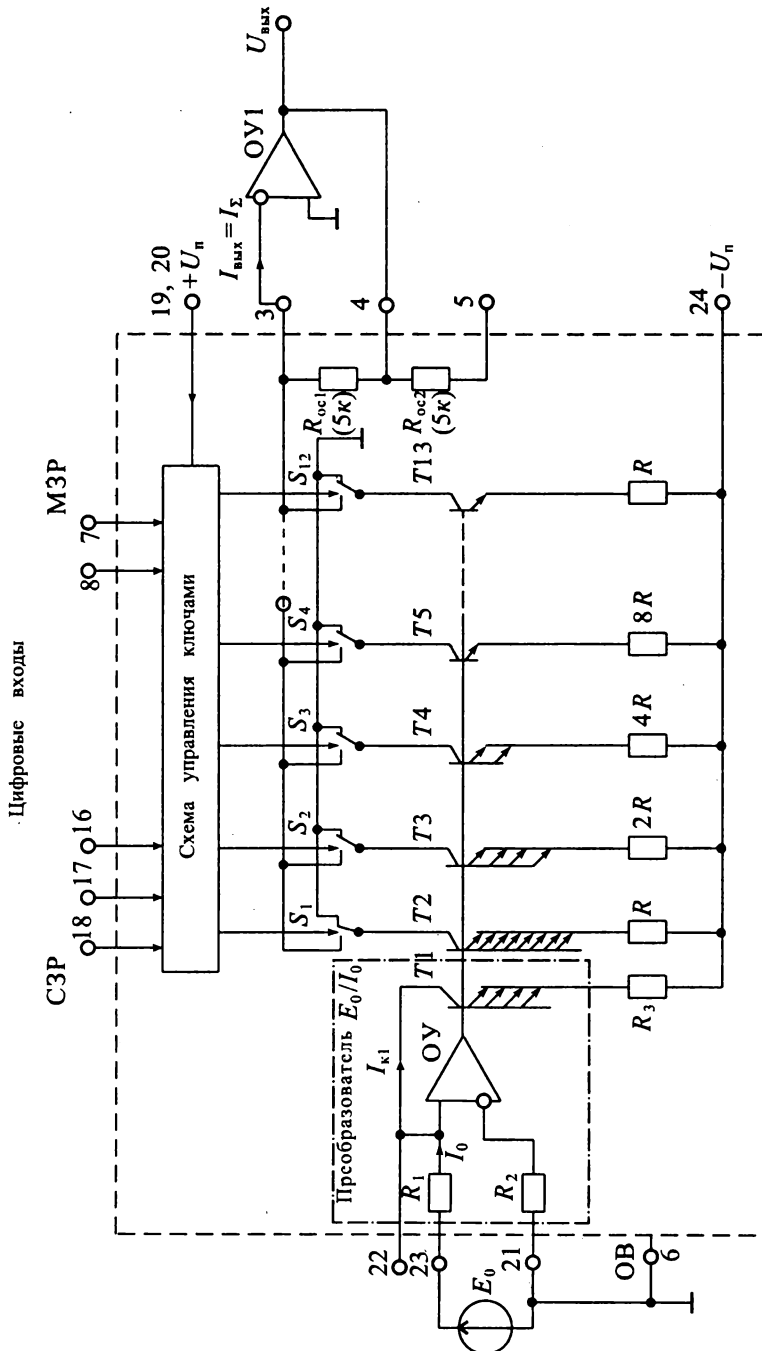 Цифровые входы
СЗР
МЗР
18
17
16
8
7
19, 20
+Uп
Схема управления ключами
S1
S2
S3
S4
S12
Rос1
(5к)
Rос2
(5к)
3
4
5
Iвых = IΣ
ОУ1
Uвых
Преобразователь E0/I0
Iк1
I0
ОУ
T1
T2
T3
T4
T5
T13
R1
R2
R3
R
2R
4R
8R
R
22
23
21
E0
ОВ
6
24
−Uп